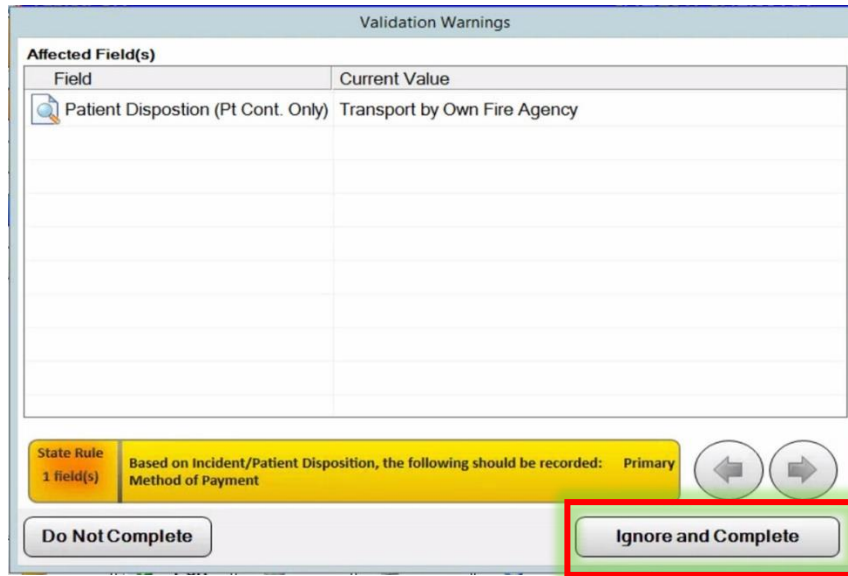 Validation Warnings
Affected Field(s)
Field Current Value
Patient Dispostion (Pt Cont. Only) Transport by Own Fire Agency
State Rule
1 field(s)
Based on Incident/Patient Disposition, the following should be recorded: Primary
Method of Payment
Do Not Complete Ignore and Complete